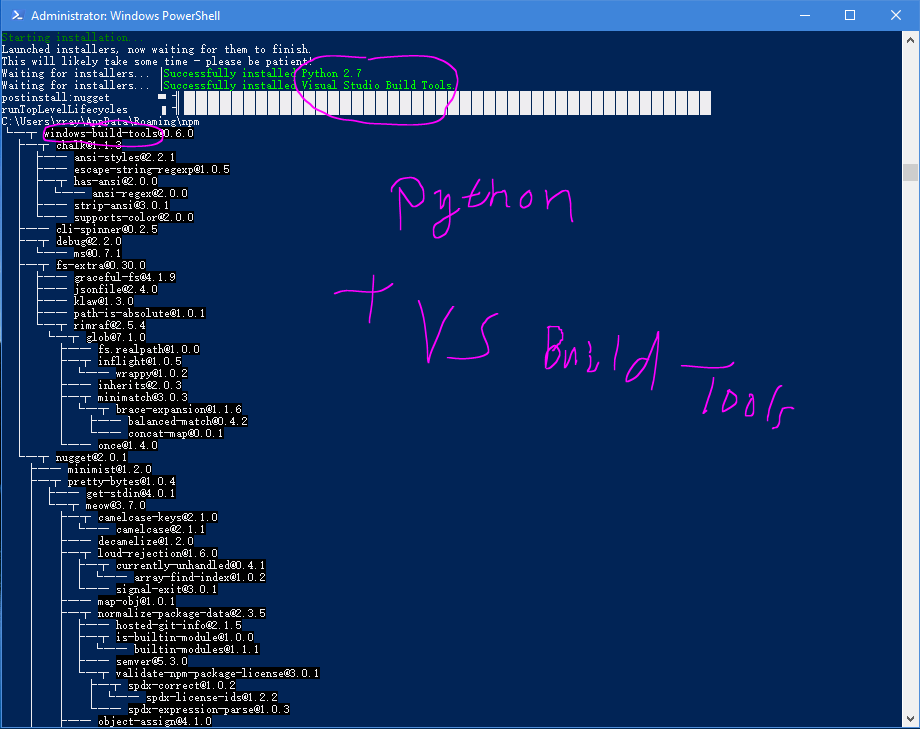 Administrator: Windows PowerShell
Starting installation...
Launched installers, now waiting for them to finish.
This will likely take some time - please be patient!
Waiting for installers... Successfully installed Python 2.7
Waiting for installers... Successfully installed Visual Studio Build Tools.
postinstall:nugget
runTopLevelLifecycles
C:\Users\xray\AppData\Roaming\npm
windows-build-tools@0.6.0
chalk@1.1.3
ansi-styles@2.2.1
escape-string-regexp@1.0.5
has-ansi@2.0.0
ansi-regex@2.0.0
strip-ansi@3.0.1
supports-color@2.0.0
cli-spinner@0.2.5
debug@2.2.0
ms@0.7.1
fs-extra@0.30.0
graceful-fs@4.1.9
jsonfile@2.4.0
klaw@1.3.0
path-is-absolute@1.0.1
rimraf@2.5.4
glob@7.1.0
fs.realpath@1.0.0
inflight@1.0.5
wrappy@1.0.2
inherits@2.0.3
minimatch@3.0.3
brace-expansion@1.1.6
balanced-match@0.4.2
concat-map@0.0.1
once@1.4.0
nugget@2.0.1
minimist@1.2.0
pretty-bytes@1.0.4
get-stdin@4.0.1
meow@3.7.0
camelcase-keys@2.1.0
camelcase@2.1.1
decamelize@1.2.0
loud-rejection@1.6.0
currently-unhandled@0.4.1
array-find-index@1.0.2
signal-exit@3.0.1
map-obj@1.0.1
normalize-package-data@2.3.5
hosted-git-info@2.1.5
is-builtin-module@1.0.0
builtin-modules@1.1.1
semver@5.3.0
validate-npm-package-license@3.0.1
spdx-correct@1.0.2
spdx-license-ids@1.2.2
spdx-expression-parse@1.0.3
object-assign@4.1.0
Python
+ VS Build Tools